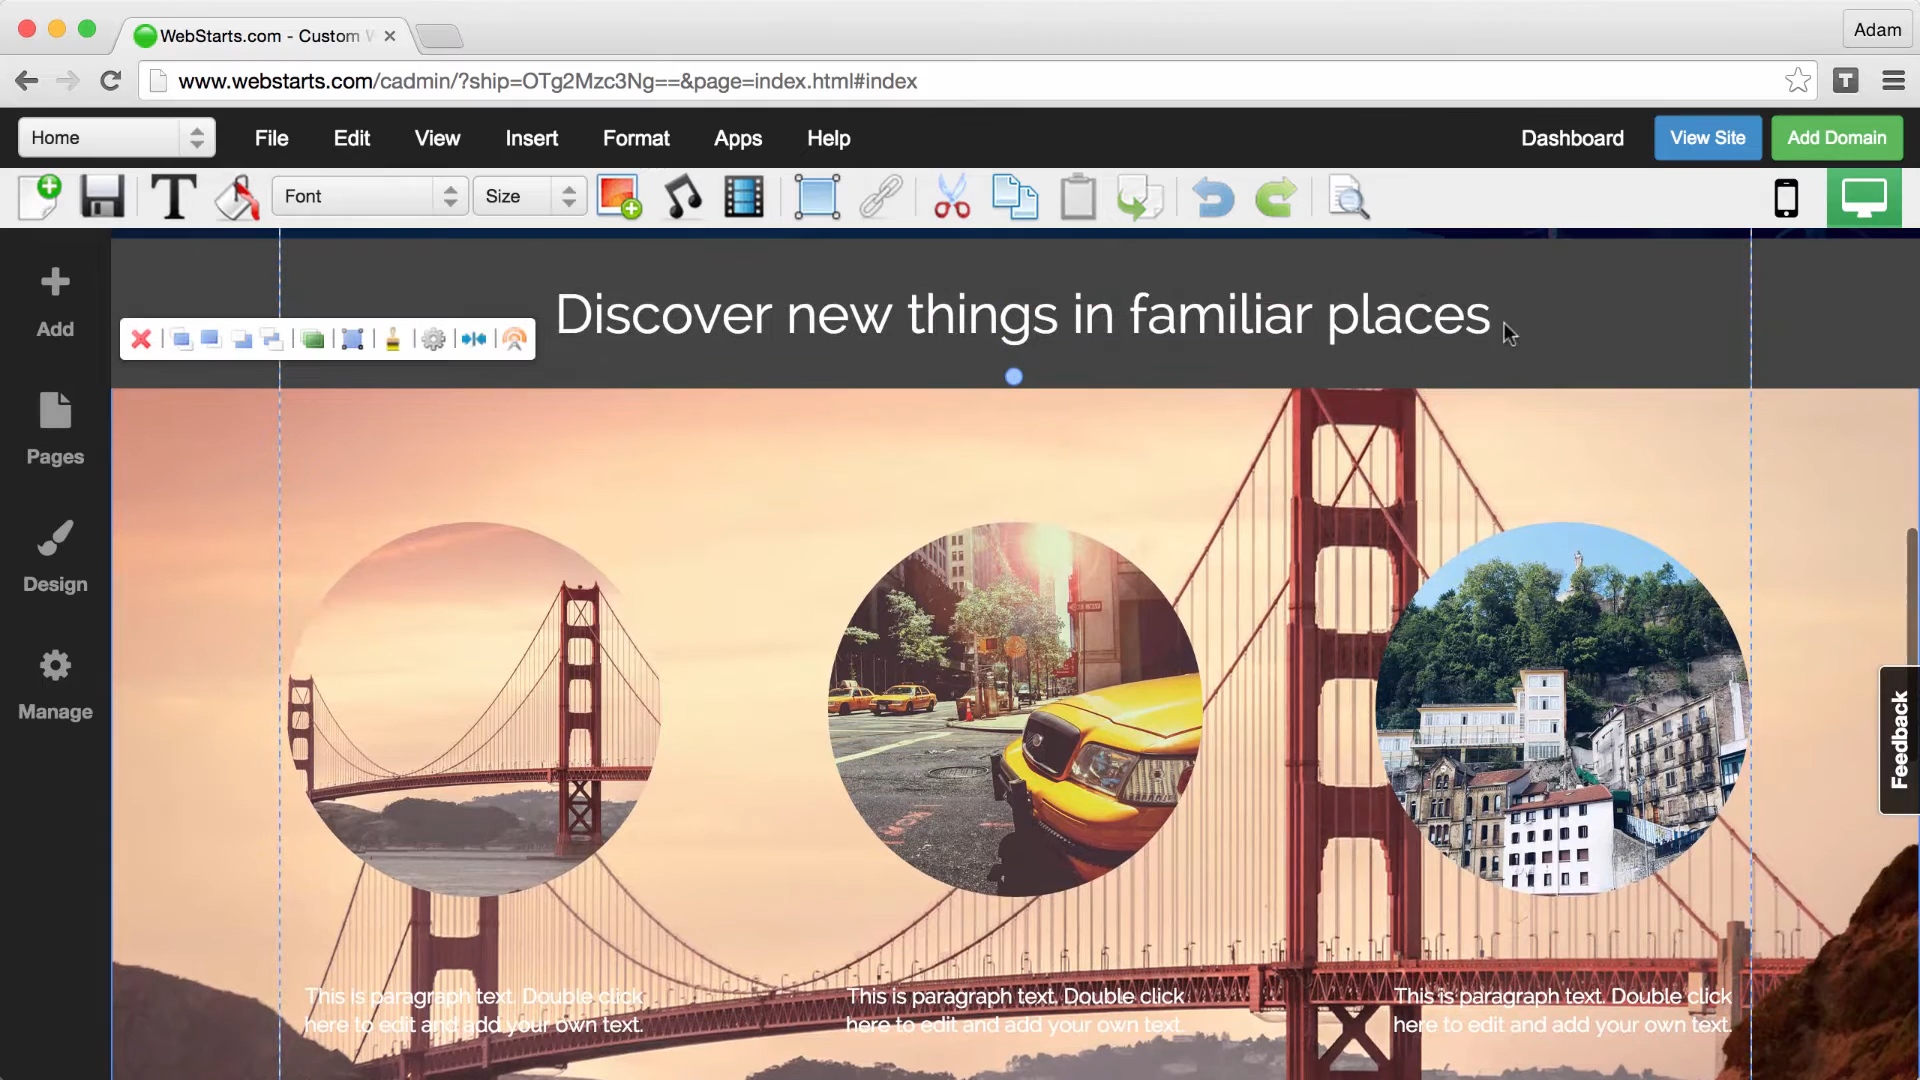 WebStarts.com - Custom W
Adam
www.webstarts.com/cadmin/?ship=OTg2Mzc3Ng==&page=index.html#index
T
Home
File
Edit
View
Insert
Format
Apps
Help
Dashboard
View Site
Add Domain
T
Font
Size
Add
Pages
Design
Manage
Discover new things in familiar places
Feedback
This is paragraph text. Double click
here to edit and add your own text.
This is paragraph text. Double click
here to edit and add your own text.
This is paragraph text. Double click
here to edit and add your own text.